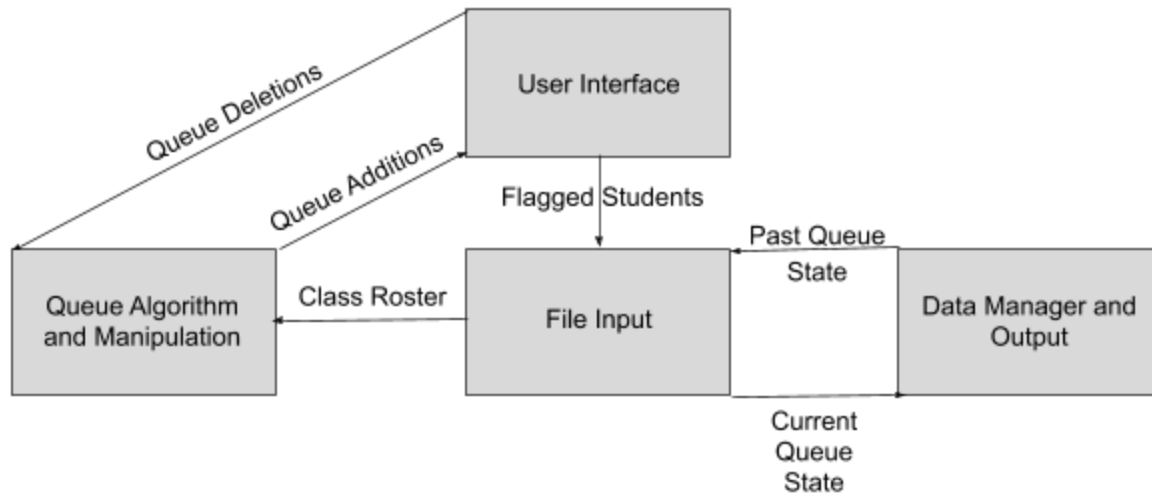 User Interface
Queue Deletions
Queue Additions
Flagged Students
Past Queue
State
Class Roster
Queue Algorithm
and Manipulation
File Input
Data Manager and
Output
Current
Queue
State